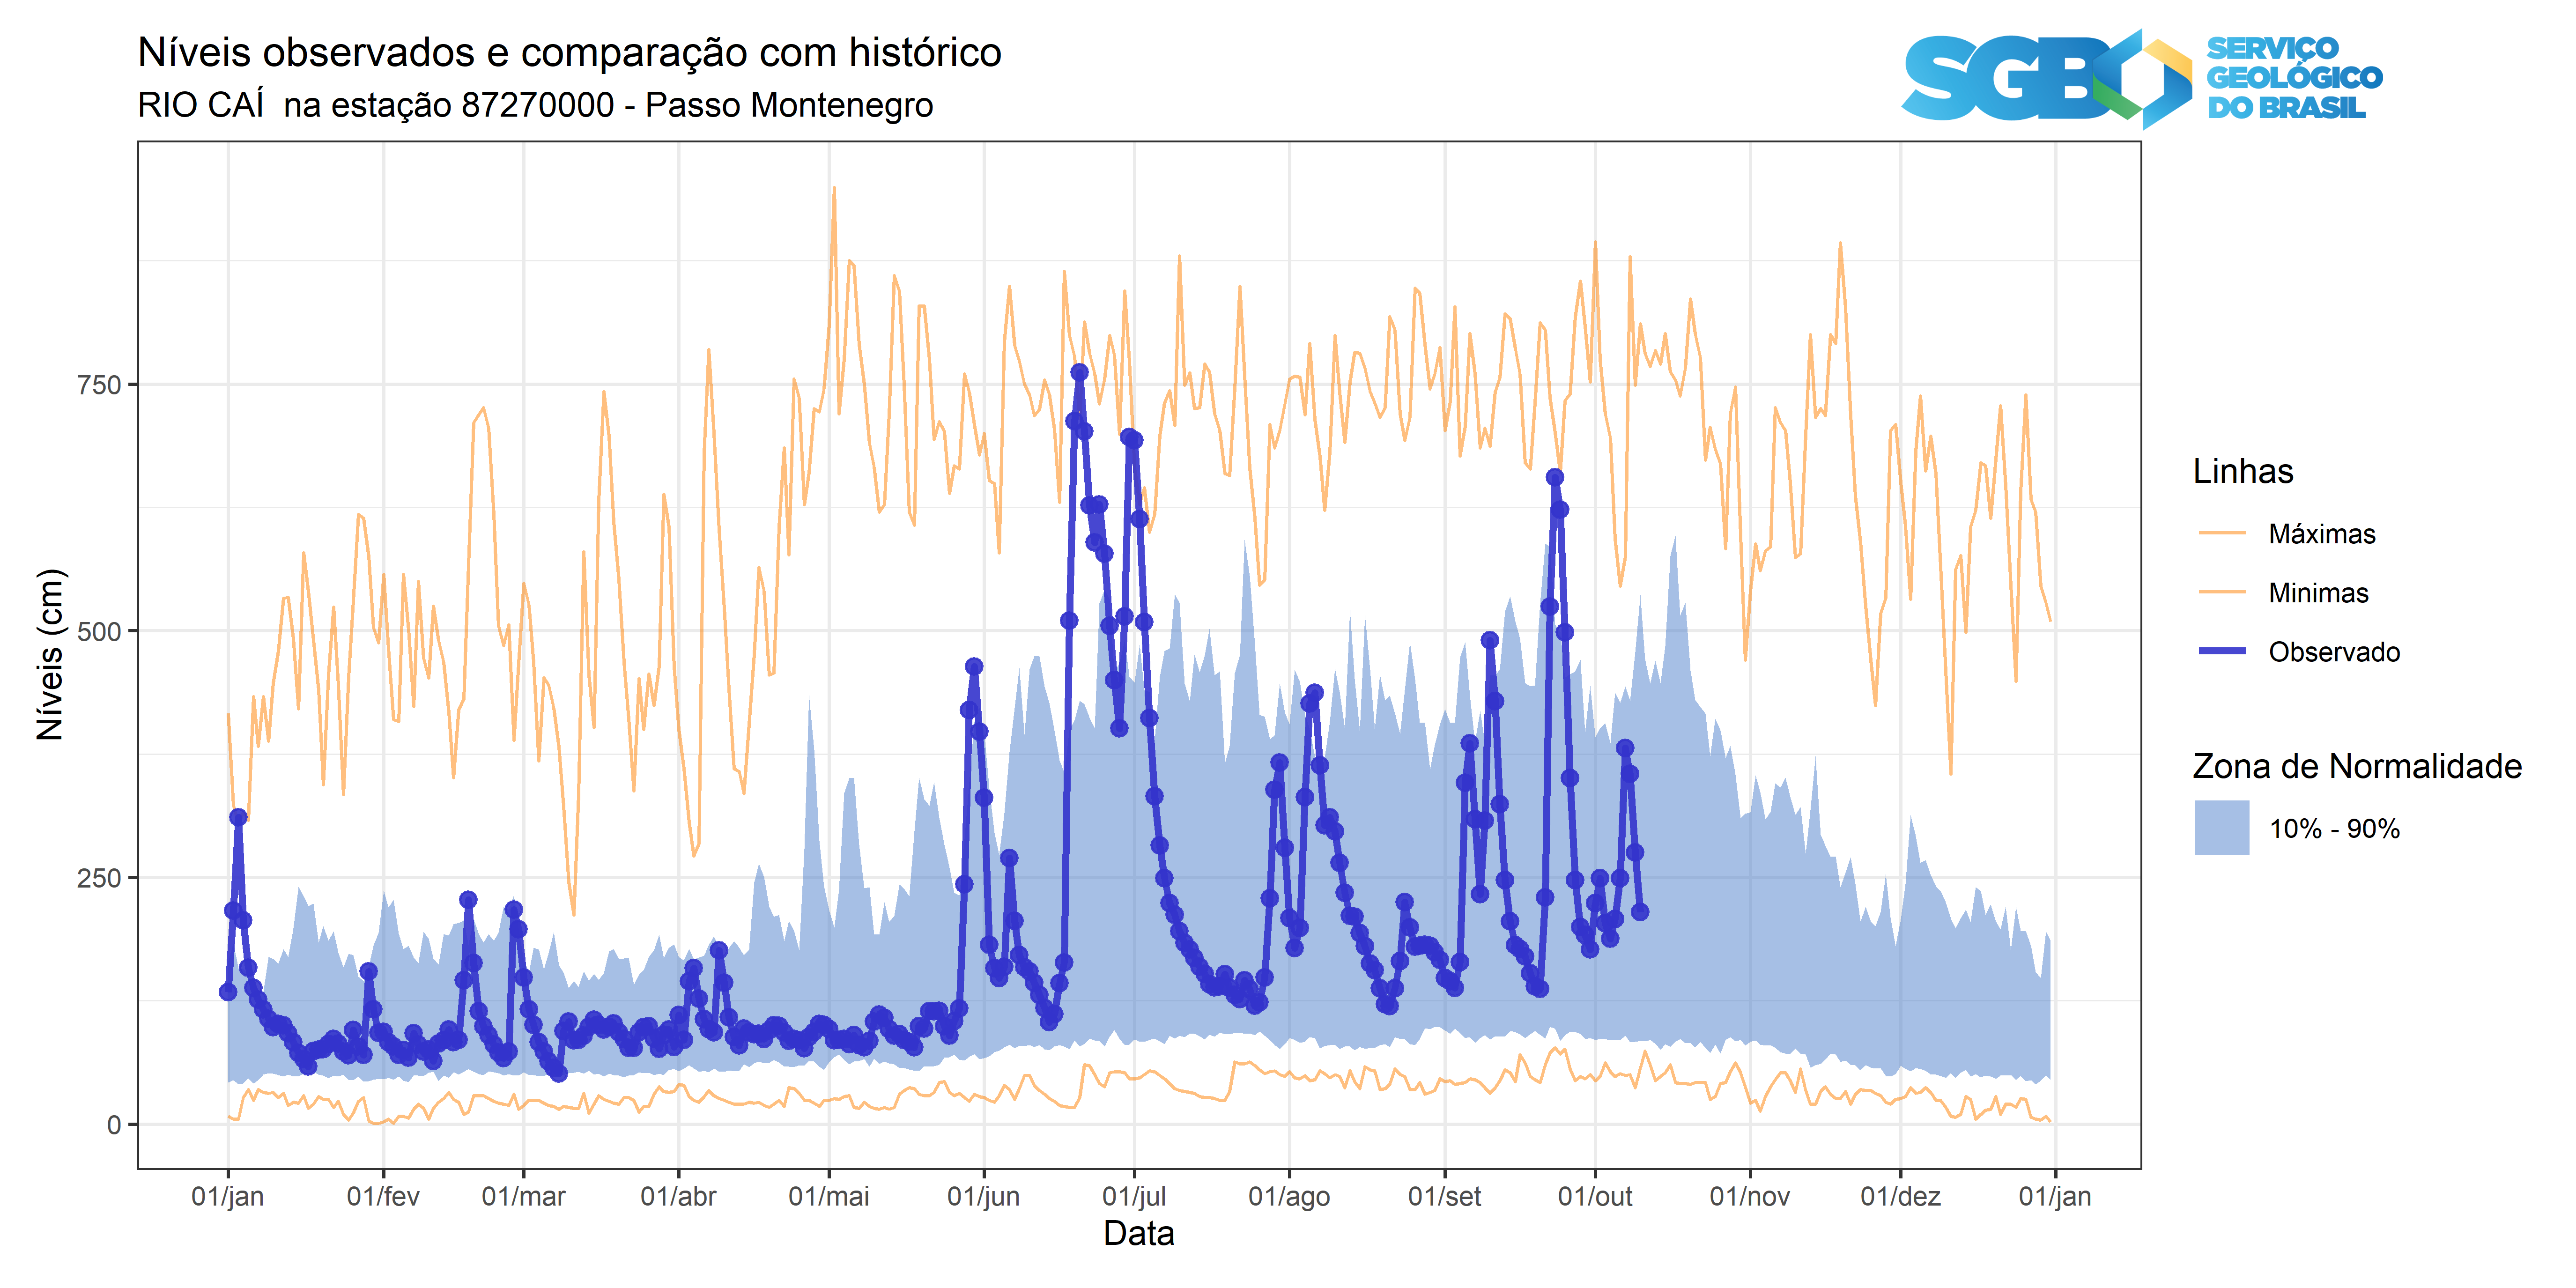 Níveis observados e comparação com histórico
RIO CAÍ  na estação 87270000 - Passo Montenegro
SGB
SERVIÇO
GEOLÓGICO
DO BRASIL
Níveis (cm)
750
500
250
0
01/jan 01/fev 01/mar 01/abr 01/mai 01/jun 01/jul 01/ago 01/set 01/out 01/nov 01/dez 01/jan
Data
Linhas
Máximas
Minimas
Observado
Zona de Normalidade
10% - 90%